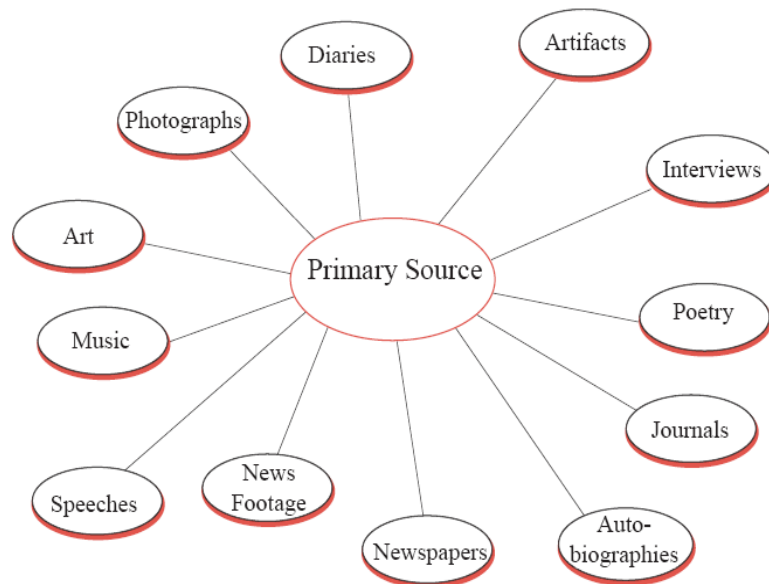 Diaries
Artifacts
Photographs
Interviews
Art
Primary Source
Music
Poetry
Journals
Speeches
News
Footage
Newspapers
Auto-
biographies